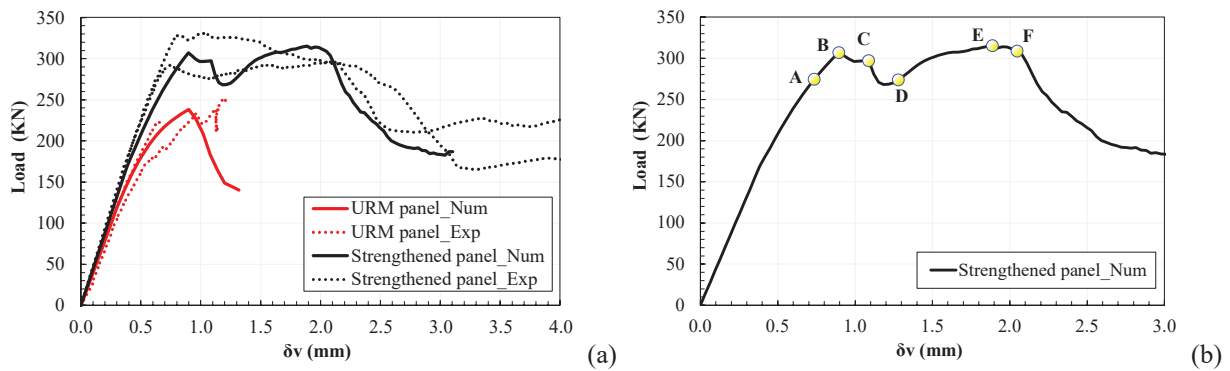 350
300
250
200
150
100
50
0
Load (KN)
0.0 0.5 1.0 1.5 2.0 2.5 3.0 3.5 4.0
δv (mm)
URM panel_Num
URM panel_Exp
Strengthened panel_Num
Strengthened panel_Exp
(a)
350
300
250
200
150
100
50
0
Load (KN)
A
B
C
D
E
F
Strengthened panel_Num
0.0 0.5 1.0 1.5 2.0 2.5 3.0
δv (mm)
(b)